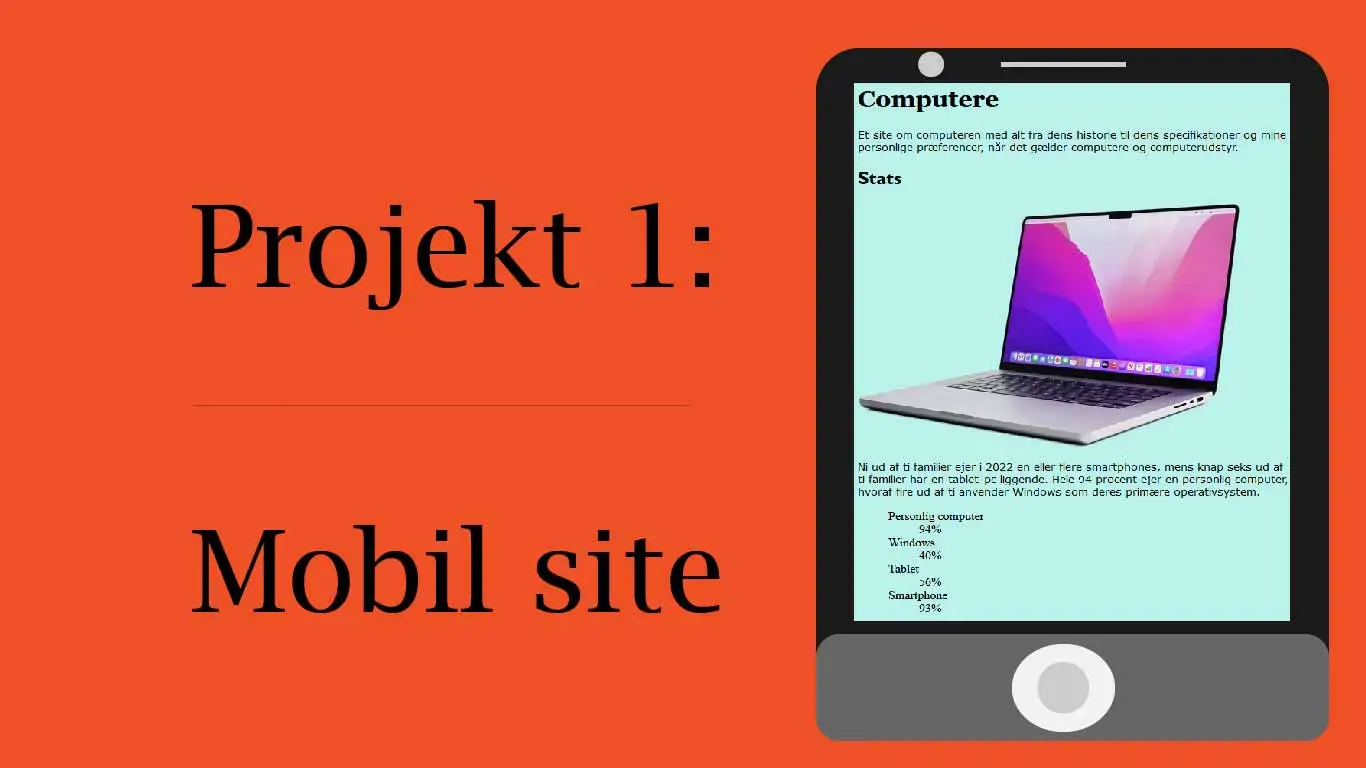 Projekt 1:
Mobil site
Computere
Et site om computeren med alt fra dens historie til dens specifikationer og mine
personlige præferencer, når det gælder computere og computerudstyr.
Stats
Ni ud af ti familier ejer i 2022 en eller flere smartphones, mens knap seks ud af
ti familier har en tablet-pc liggende. Hele 94 procent ejer en personlig computer,
hvoraf fire ud af ti anvender Windows som deres primære operativsystem.
Personlig computer
94%
Windows
40%
Tablet
56%
Smartphone
93%